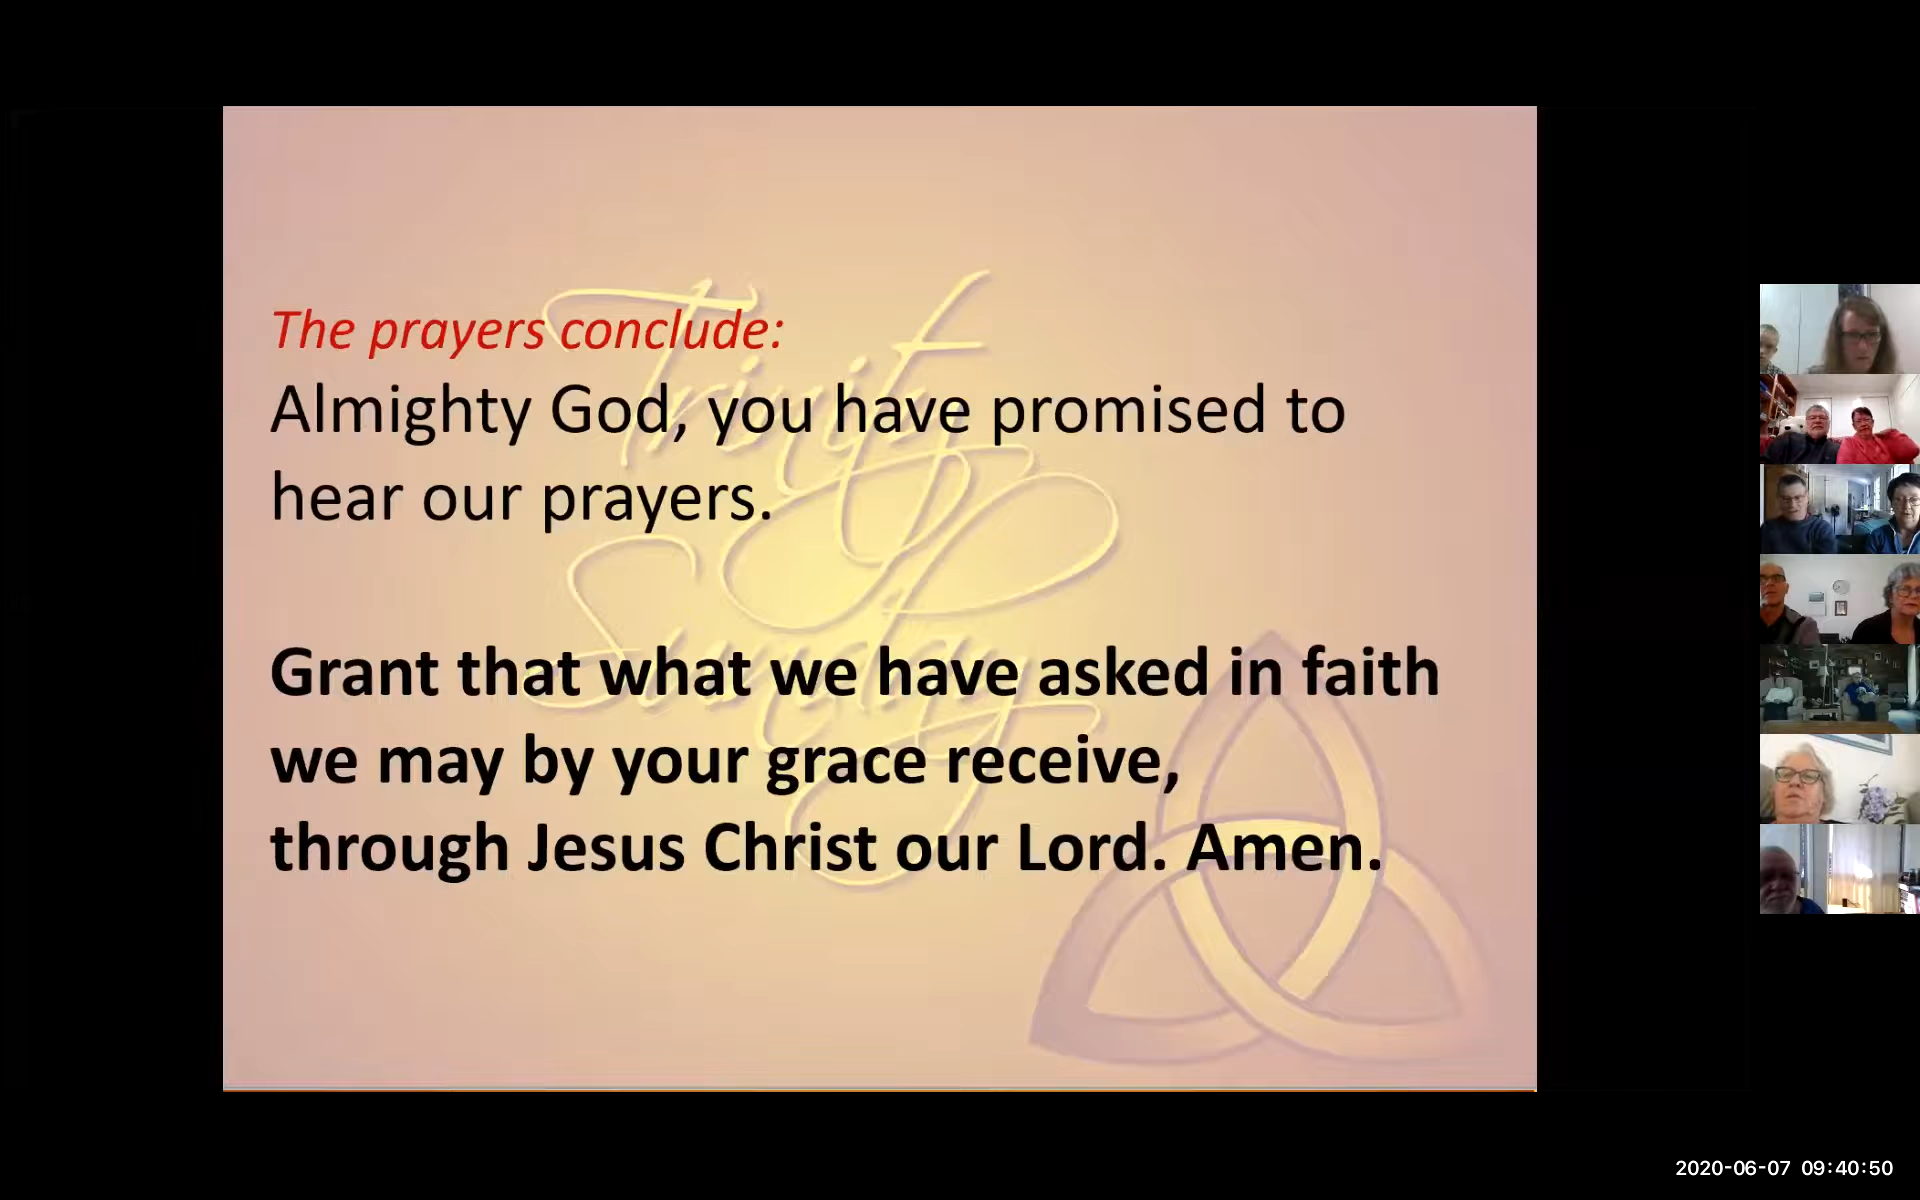 Trinity
Sunday
The prayers conclude:
Almighty God, you have promised to
hear our prayers.
Grant that what we have asked in faith
we may by your grace receive,
through Jesus Christ our Lord. Amen.
2020-06-07 09:40:50